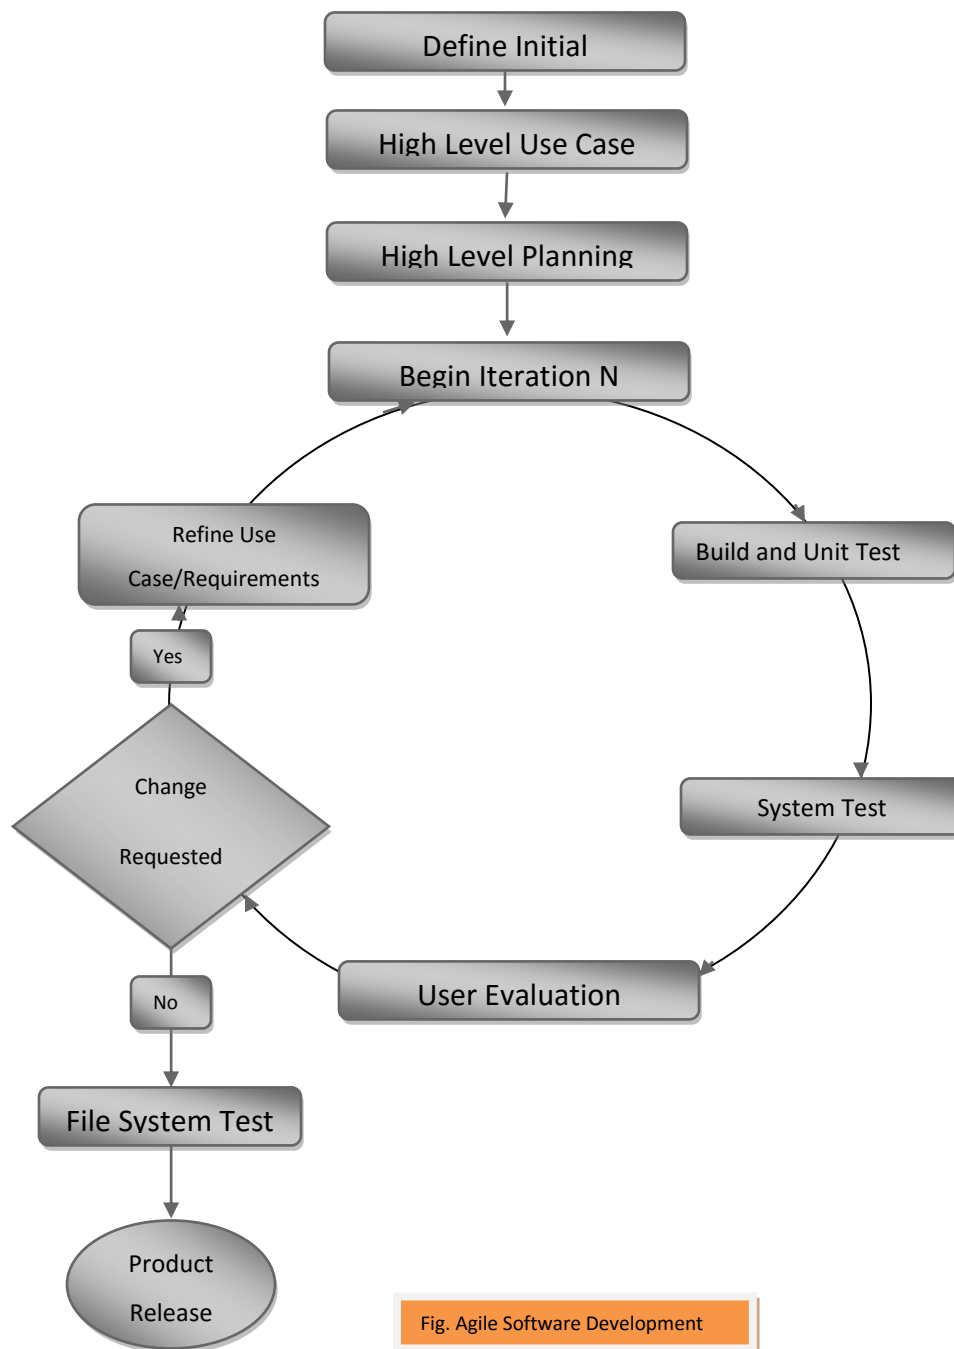 Define Initial
High Level Use Case
High Level Planning
Begin Iteration N
Refine Use
Case/Requirements
Build and Unit Test
Yes
Change
Requested
System Test
User Evaluation
No
File System Test
Product
Release
Fig. Agile Software Development